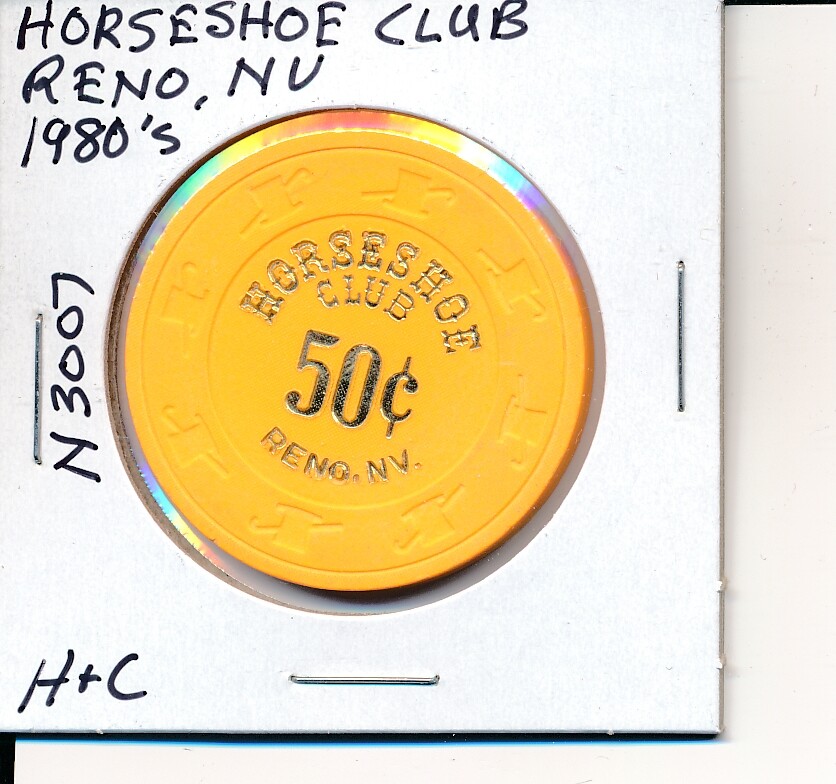 HORSESHOE CLUB
RENO, NV
1980's
N3007
HORSESHOE
CLUB
50¢
RENO, NV.
H+C